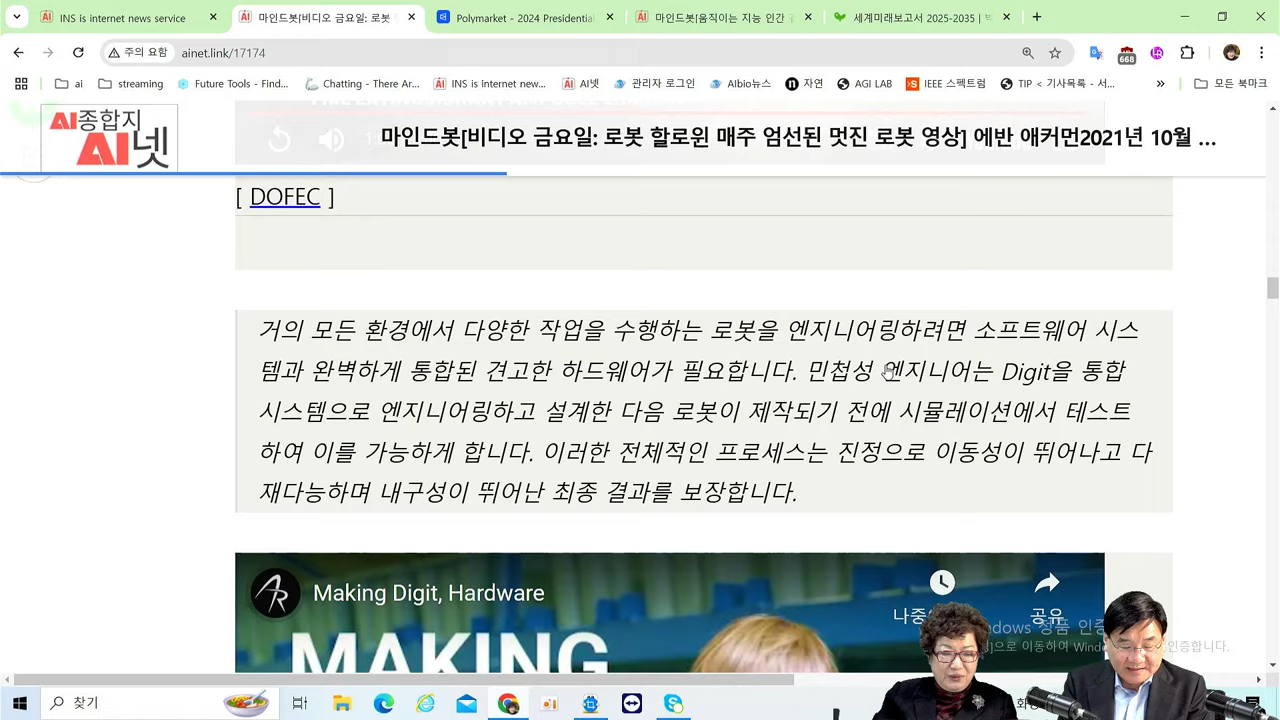 INS is internet news service
마인드봇[비디오 금요일: 로봇
Polymarket - 2024 Presidential
마인드봇[움직이는 지능 인간
세계미래보고서 2025-2035 | 박
주의 요함
ainet.link/17174
668
ai
streaming
Future Tools - Find...
Chatting - There Ar...
INS is internet new...
AI넷
관리자 로그인
AIbio뉴스
자연
AGI LAB
IEEE 스펙트럼
TIP < 기사목록 - 서...
모든 북마크
AI종합지
AI넷
마인드봇[비디오 금요일: 로봇 할로윈 매주 엄선된 멋진 로봇 영상] 에반 애커먼2021년 10월 ...
[ DOFEC ]
거의 모든 환경에서 다양한 작업을 수행하는 로봇을 엔지니어링하려면 소프트웨어 시스
템과 완벽하게 통합된 견고한 하드웨어가 필요합니다. 민첩성 엔지니어는 Digit을 통합
시스템으로 엔지니어링하고 설계한 다음 로봇이 제작되기 전에 시뮬레이션에서 테스트
하여 이를 가능하게 합니다. 이러한 전체적인 프로세스는 진정으로 이동성이 뛰어나고 다
재다능하며 내구성이 뛰어난 최종 결과를 보장합니다.
Making Digit, Hardware
공유
MAKING
찾기